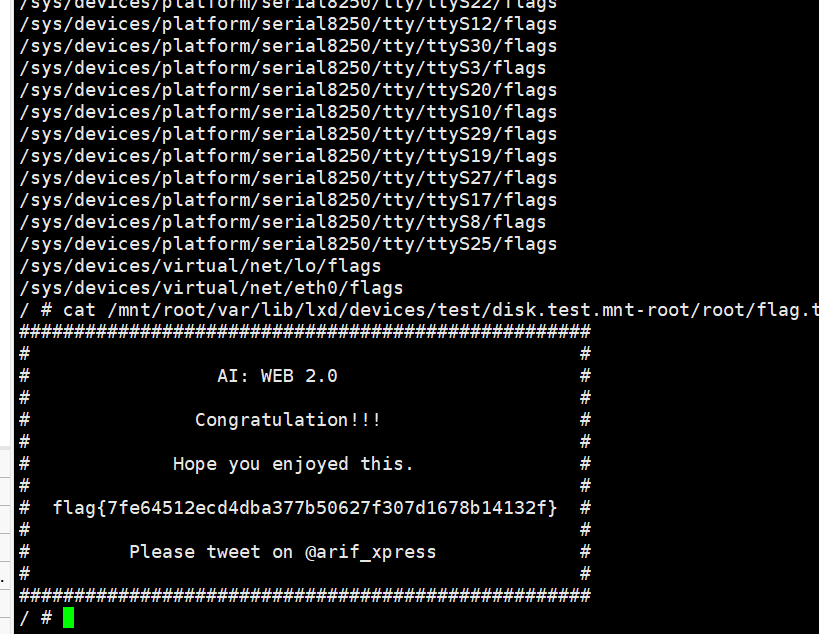 /sys/devices/platform/serial8250/tty/ttyS22/flags
/sys/devices/platform/serial8250/tty/ttyS12/flags
/sys/devices/platform/serial8250/tty/ttyS30/flags
/sys/devices/platform/serial8250/tty/ttyS3/flags
/sys/devices/platform/serial8250/tty/ttyS20/flags
/sys/devices/platform/serial8250/tty/ttyS10/flags
/sys/devices/platform/serial8250/tty/ttyS29/flags
/sys/devices/platform/serial8250/tty/ttyS19/flags
/sys/devices/platform/serial8250/tty/ttyS27/flags
/sys/devices/platform/serial8250/tty/ttyS17/flags
/sys/devices/platform/serial8250/tty/ttyS8/flags
/sys/devices/platform/serial8250/tty/ttyS25/flags
/sys/devices/virtual/net/lo/flags
/sys/devices/virtual/net/eth0/flags
/ # cat /mnt/root/var/lib/lxd/devices/test/disk.test.mnt-root/root/flag.t
####################################################
#                                                  #
#                 AI: WEB 2.0                      #
#                                                  #
#               Congratulation!!!                  #
#                                                  #
#             Hope you enjoyed this.               #
#                                                  #
#  flag{7fe64512ecd4dba377b50627f307d1678b14132f}  #
#                                                  #
#         Please tweet on @arif_xpress             #
#                                                  #
####################################################
/ #